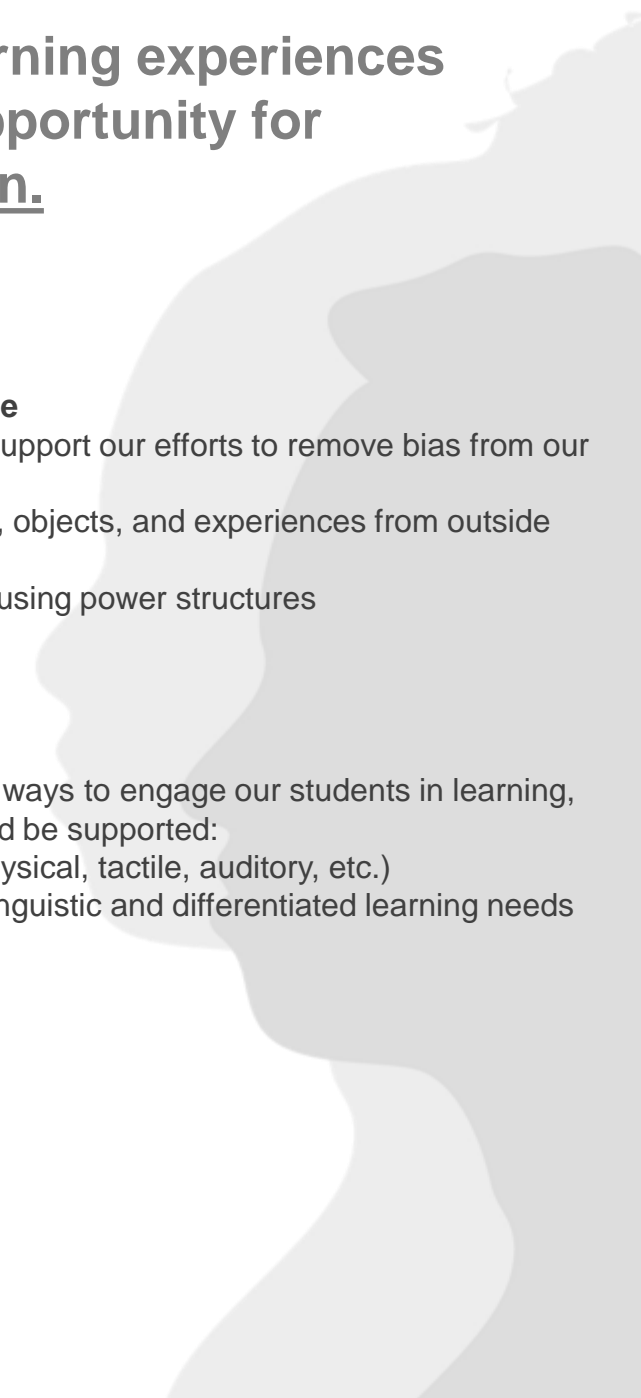 rning experiences
pportunity for
n.
e
upport our efforts to remove bias from our
, objects, and experiences from outside
using power structures
ways to engage our students in learning,
d be supported:
ysical, tactile, auditory, etc.)
nguistic and differentiated learning needs